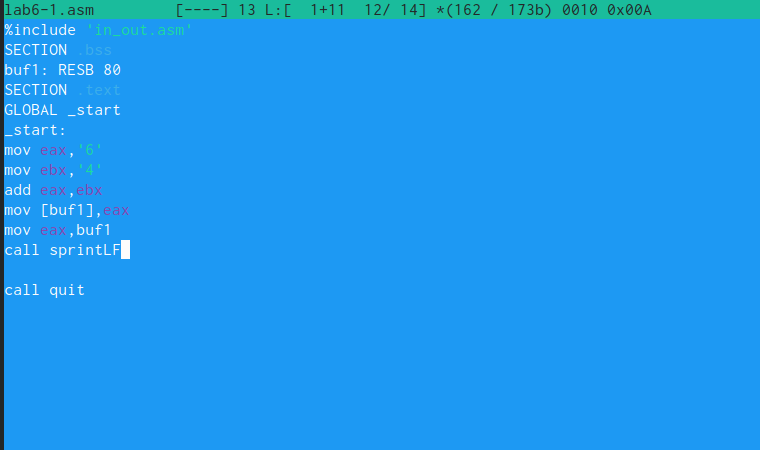 lab6-1.asm [----] 13 L:[ 1+11 12/ 14] *(162 / 173b) 0010 0x00A
%include 'in_out.asm'
SECTION .bss
buf1: RESB 80
SECTION .text
GLOBAL _start
_start:
mov eax,'6'
mov ebx,'4'
add eax,ebx
mov [buf1],eax
mov eax,buf1
call sprintLF
call quit